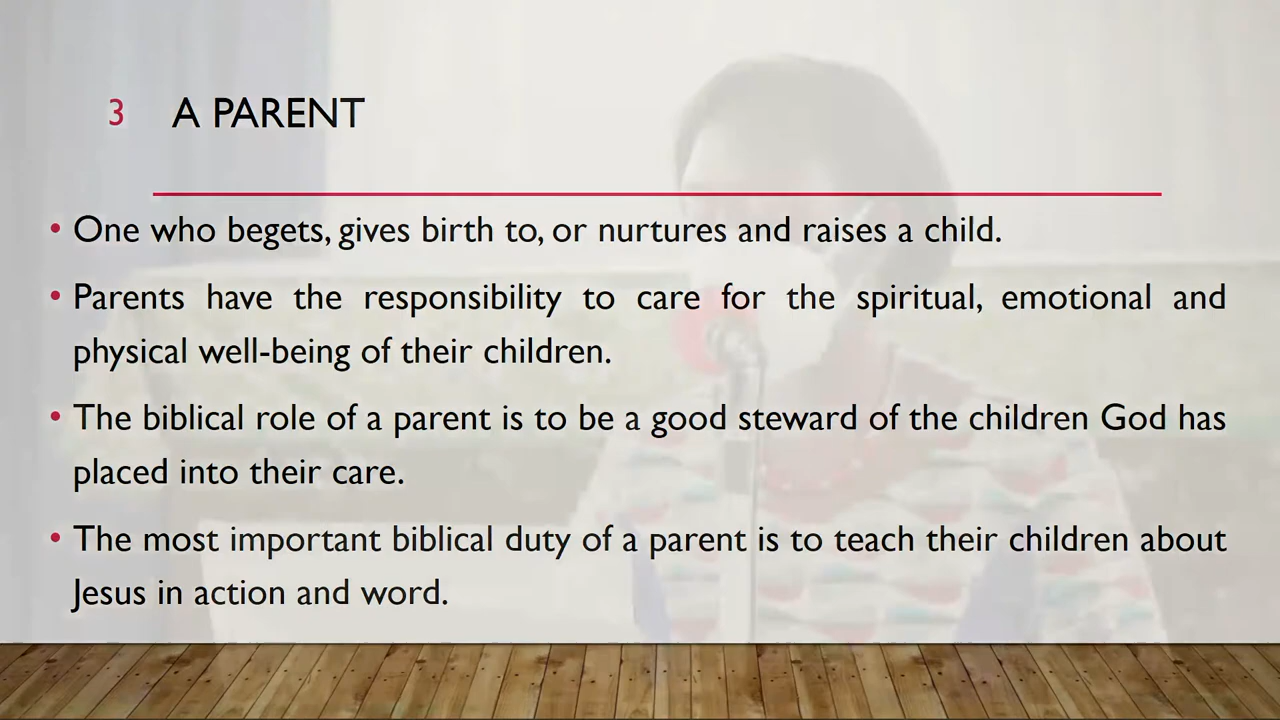 3 A PARENT
• One who begets, gives birth to, or nurtures and raises a child.
• Parents have the responsibility to care for the spiritual, emotional and
physical well-being of their children.
• The biblical role of a parent is to be a good steward of the children God has
placed into their care.
• The most important biblical duty of a parent is to teach their children about
Jesus in action and word.